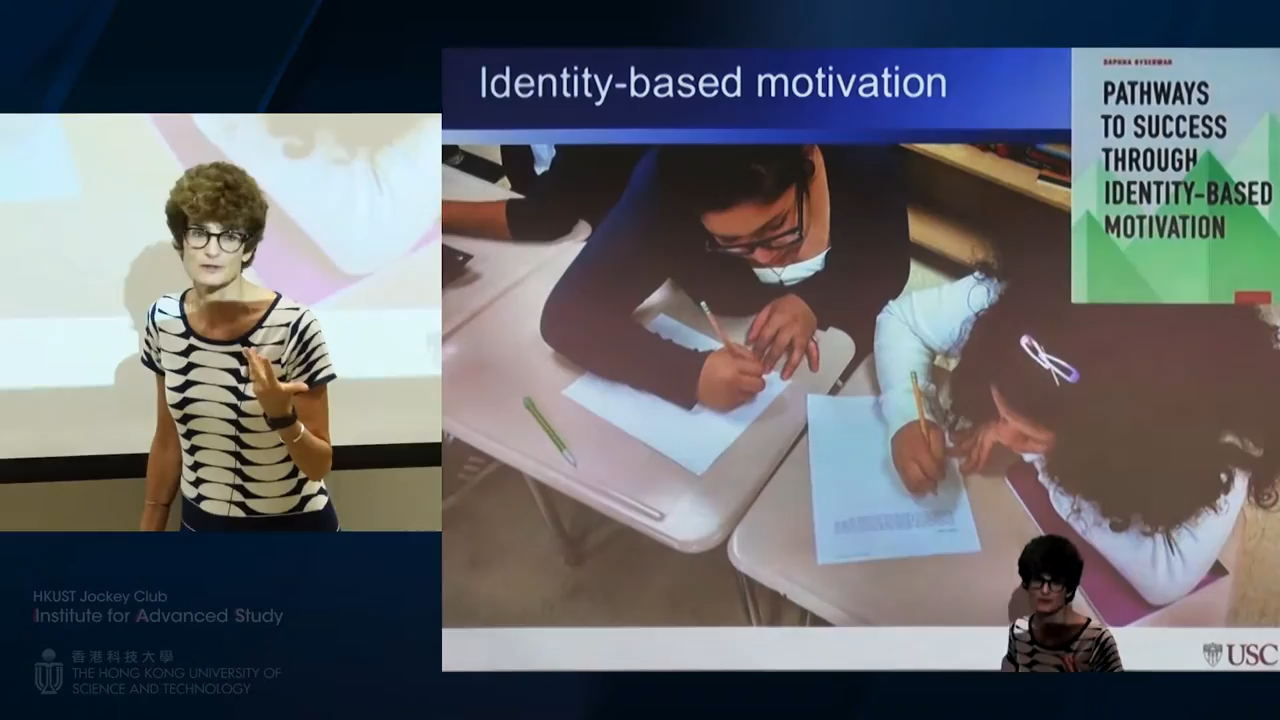 Identity-based motivation
DAPHNA OYSERMAN
PATHWAYS
TO SUCCESS
THROUGH
IDENTITY-BASED
MOTIVATION
USC
HKUST Jockey Club
Institute for Advanced Study
香港科技大學
THE HONG KONG UNIVERSITY OF
SCIENCE AND TECHNOLOGY